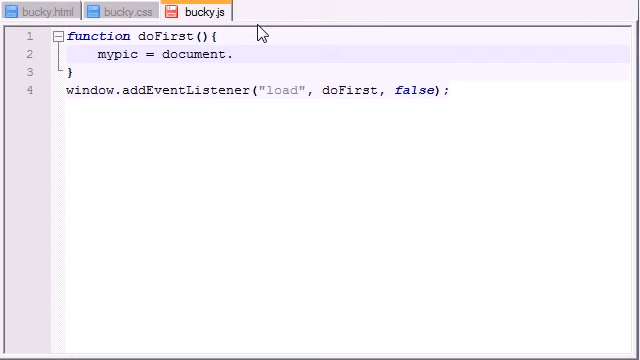 bucky.html bucky.css bucky.js
1 function doFirst(){
2 mypic = document.
3 }
4 window.addEventListener("load", doFirst, false);